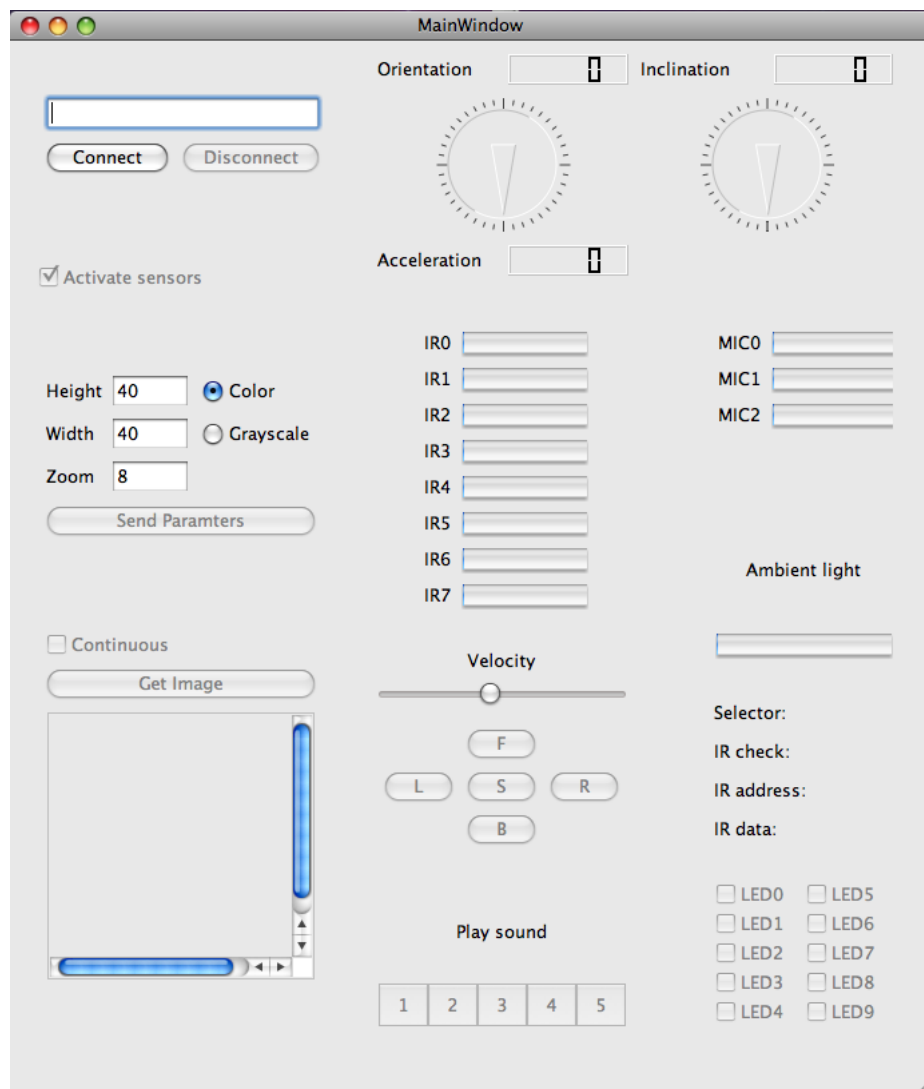 MainWindow
Orientation 0 Inclination 0
Connect Disconnect
Acceleration 0
Activate sensors
IR0 MIC0
IR1 MIC1
IR2 MIC2
IR3
IR4
IR5
IR6
IR7
Height 40 Color
Width 40 Grayscale
Zoom 8
Send Paramters
Ambient light
Continuous
Get Image
Velocity
F
L S R
B
Selector:
IR check:
IR address:
IR data:
Play sound
1 2 3 4 5
LED0 LED5
LED1 LED6
LED2 LED7
LED3 LED8
LED4 LED9